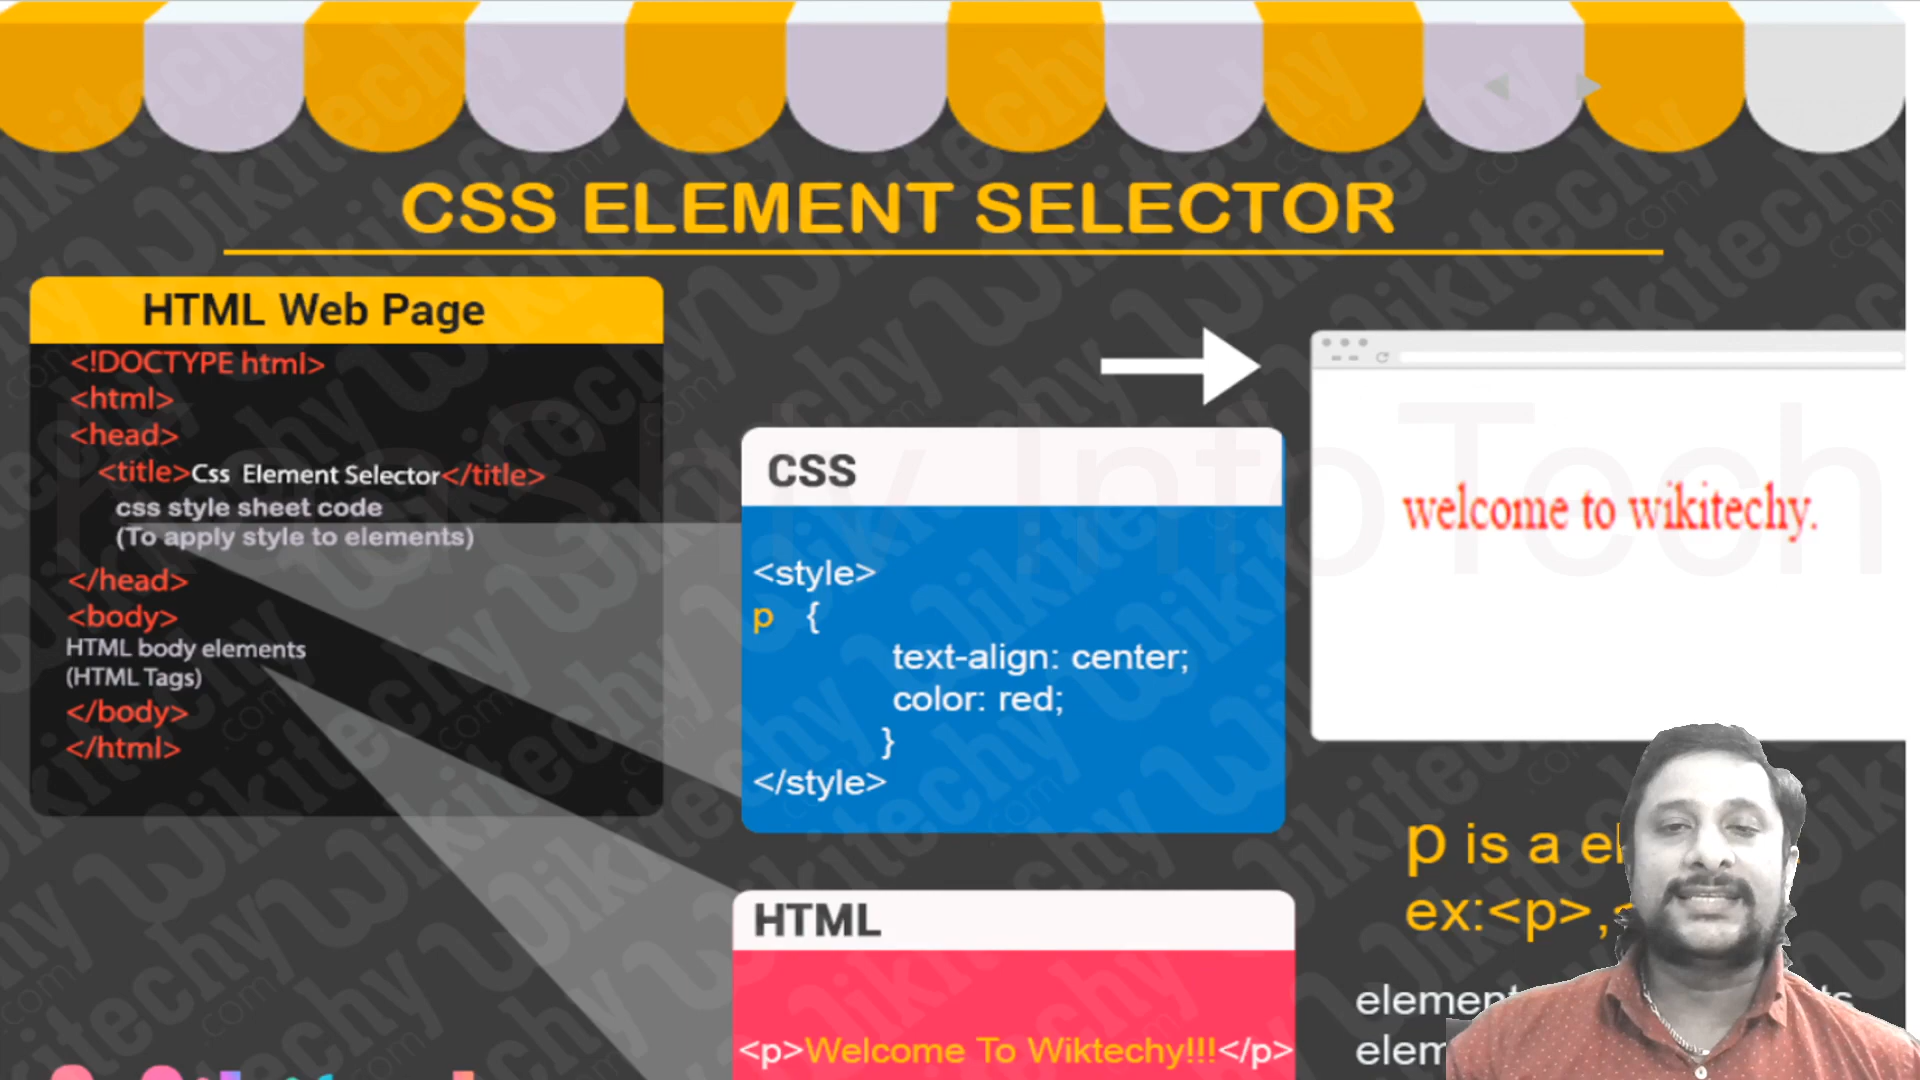 CSS ELEMENT SELECTOR
HTML Web Page
<!DOCTYPE html>
<html>
<head>
<title>Css Element Selector</title>
css style sheet code
(To apply style to elements)
</head>
<body>
HTML body elements
(HTML Tags)
</body>
</html>
CSS
<style>
p {
text-align: center;
color: red;
}
</style>
welcome to wikitechy.
HTML
<p>Welcome To Wiktechy!!!</p>
p is a el
ex:<p>,<
element
elem